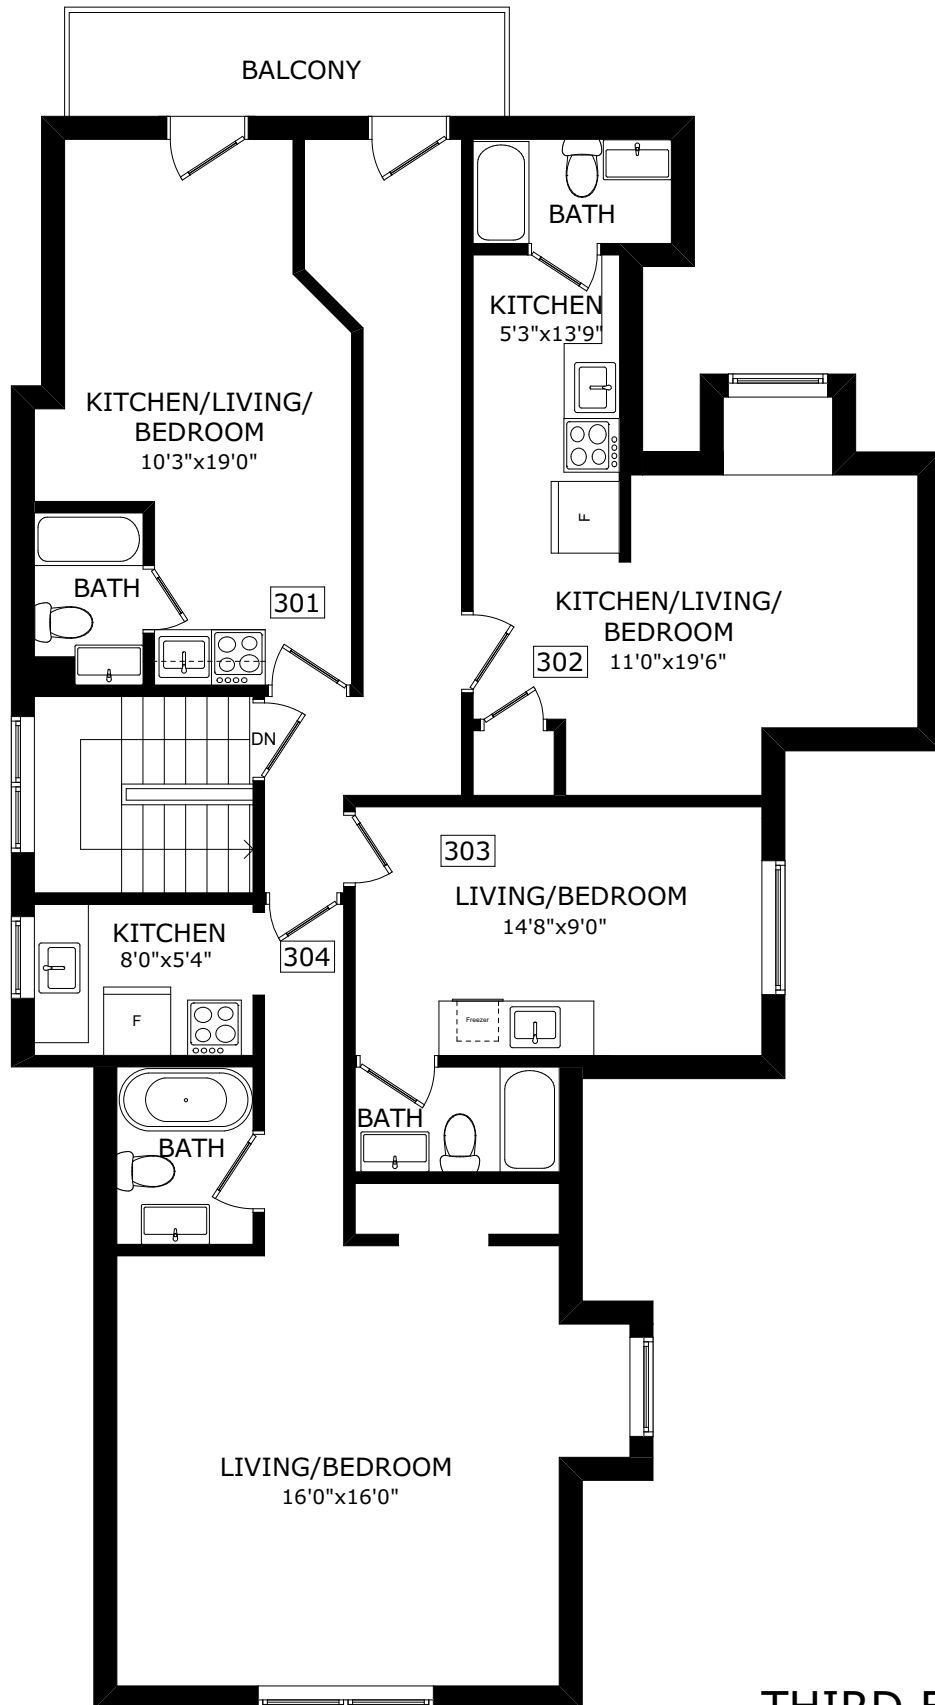 BALCONY
BATH
KITCHEN
5'3"x13'9"
KITCHEN/LIVING/
BEDROOM
10'3"x19'0"
F
BATH
301
KITCHEN/LIVING/
BEDROOM
11'0"x19'6"
302
DN
303
LIVING/BEDROOM
14'8"x9'0"
KITCHEN
8'0"x5'4"
304
F
Freezer
BATH
BATH
LIVING/BEDROOM
16'0"x16'0"